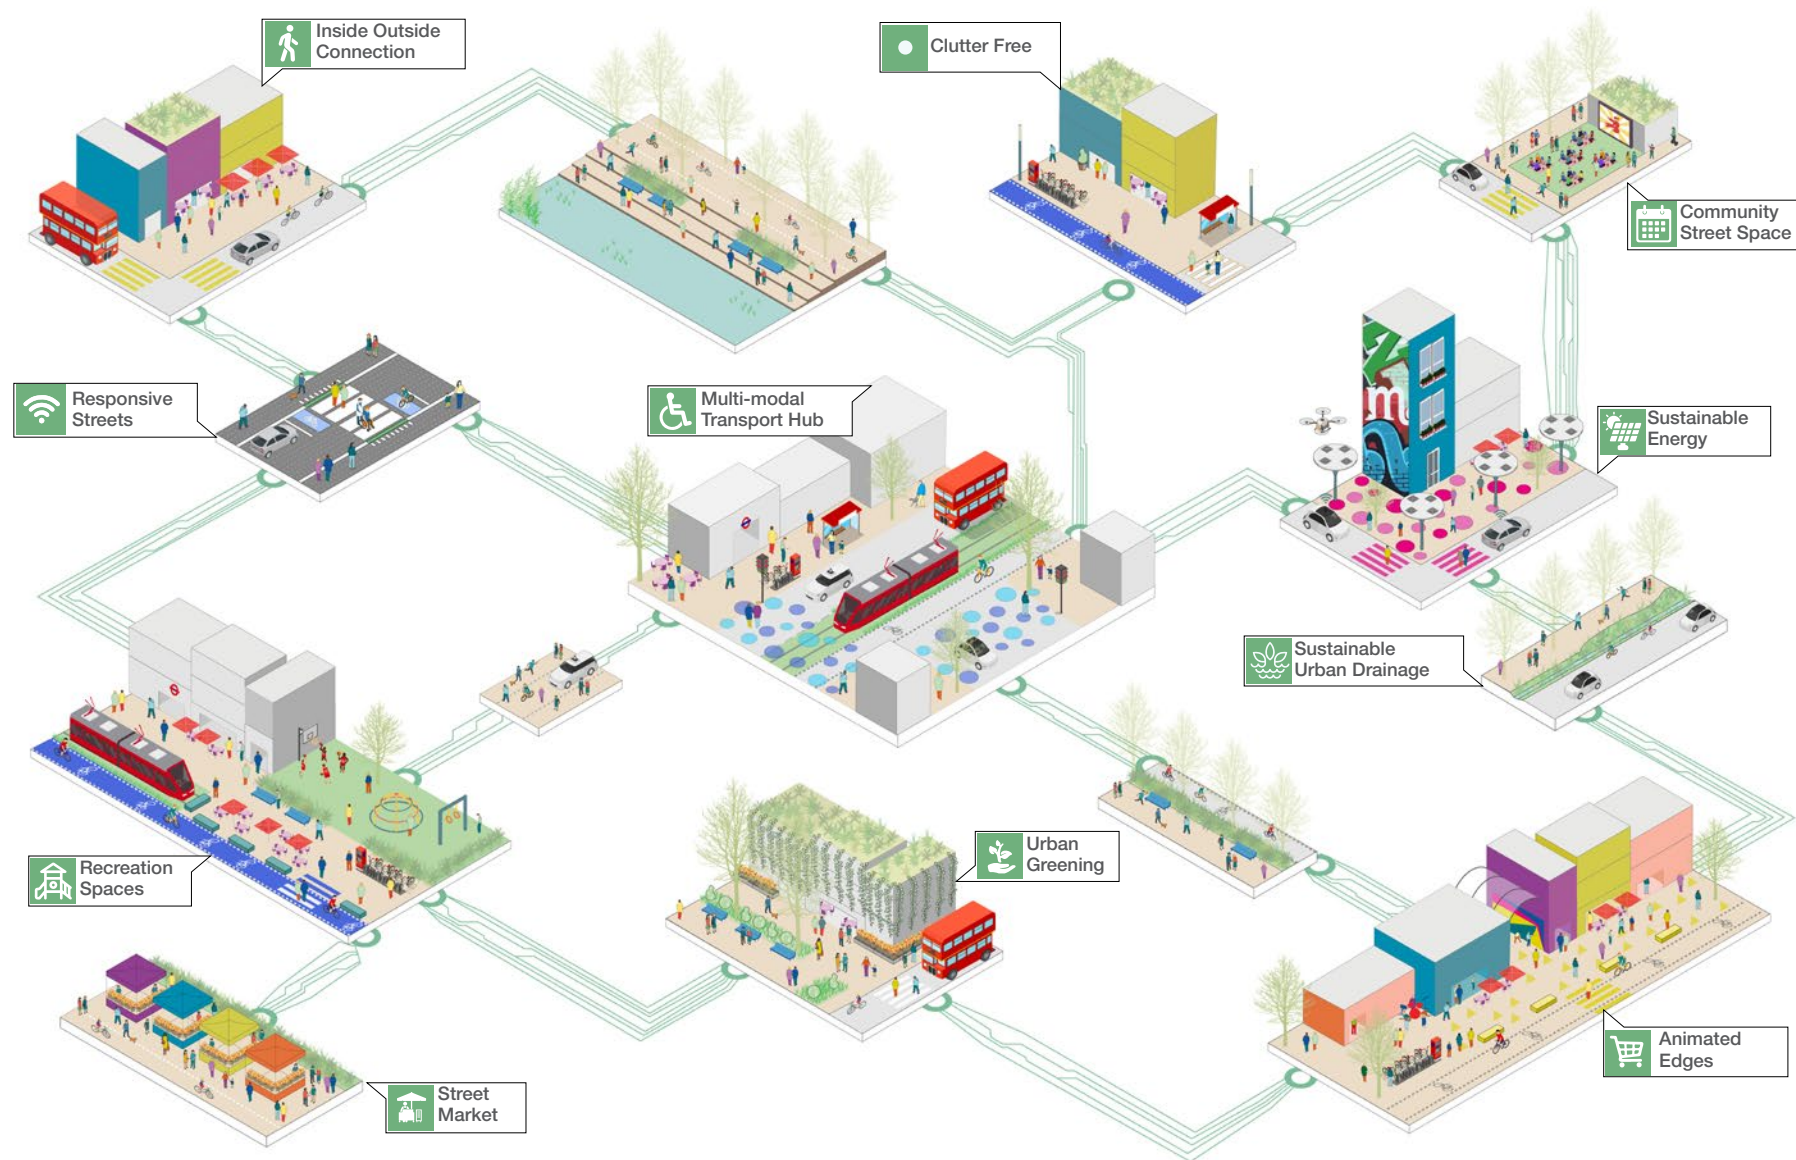 Inside Outside
Connection
Clutter Free
Community
Street Space
Responsive
Streets
Multi-modal
Transport Hub
Sustainable
Energy
Sustainable
Urban Drainage
Recreation
Spaces
Urban
Greening
Animated
Edges
Street
Market